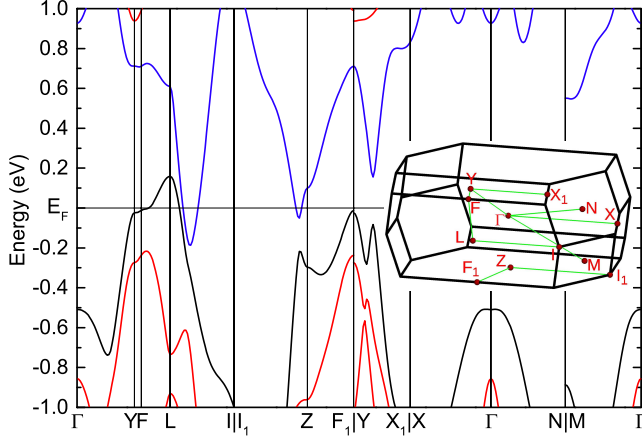 1.0
0.8
0.6
0.4
0.2
E_F
-0.2
-0.4
-0.6
-0.8
-1.0
Energy (eV)
Γ Y F L I|I₁ Z F₁|Y X₁|X Γ N|M Γ
Y
X₁
F
N
Γ
X
L
I
Z
M
F₁
I₁